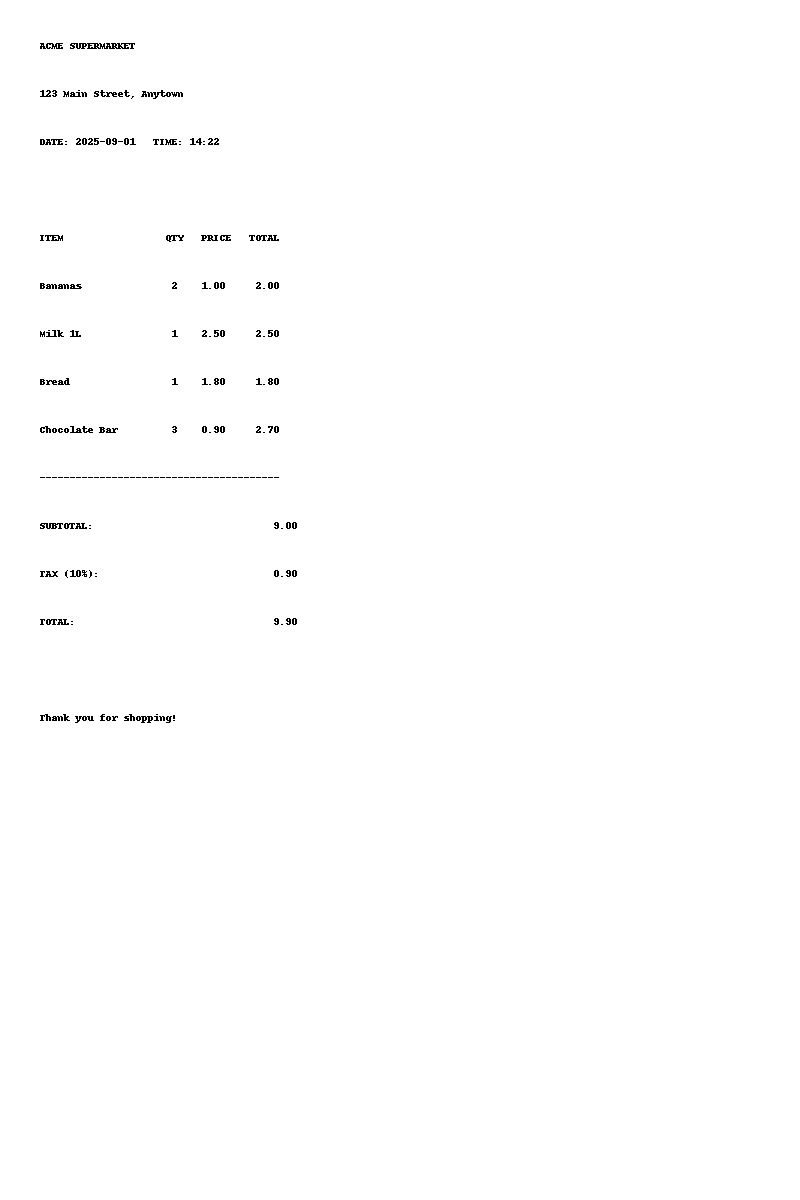 ACME SUPERMARKET
123 Main Street, Anytown
DATE: 2025-09-01   TIME: 14:22
ITEM                 QTY   PRICE   TOTAL
Bananas               2    1.00     2.00
Milk 1L               1    2.50     2.50
Bread                 1    1.80     1.80
Chocolate Bar         3    0.90     2.70
----------------------------------------
SUBTOTAL:                              9.00
TAX (10%):                             0.90
TOTAL:                                 9.90
Thank you for shopping!